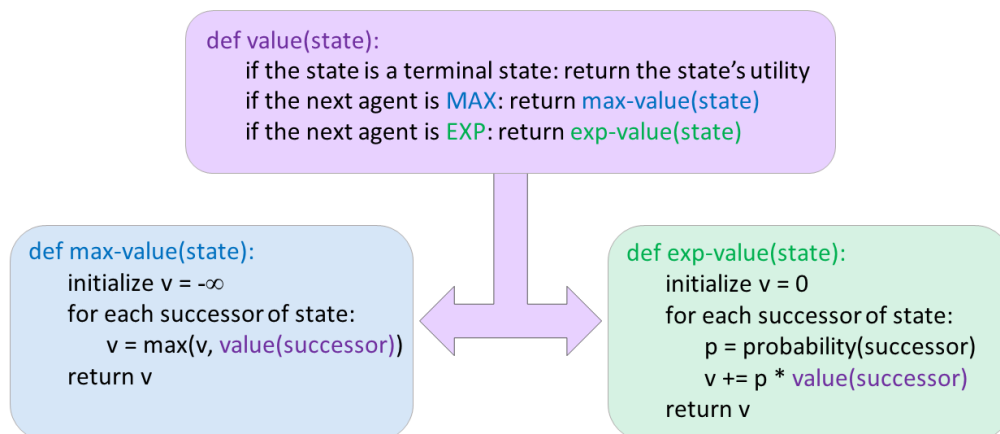 def value(state):
if the state is a terminal state: return the state’s utility
if the next agent is MAX: return max-value(state)
if the next agent is EXP: return exp-value(state)
def max-value(state):
initialize v = -∞
for each successor of state:
v = max(v, value(successor))
return v
def exp-value(state):
initialize v = 0
for each successor of state:
p = probability(successor)
v += p * value(successor)
return v